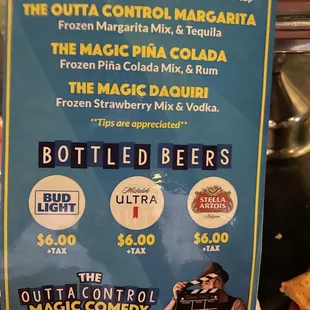 THE OUTTA CONTROL MARGARITA
Frozen Margarita Mix, & Tequila
THE MAGIC PIÑA COLADA
Frozen Piña Colada Mix, & Rum
THE MAGIC DAQUIRI
Frozen Strawberry Mix & Vodka.
**Tips are appreciated**
BOTTLED BEERS
BUD LIGHT
Michelob ULTRA
STELLA ARTOIS
$6.00 $6.00 $6.00
+TAX +TAX +TAX
THE
OUTTA CONTROL
MAGIC COMEDY